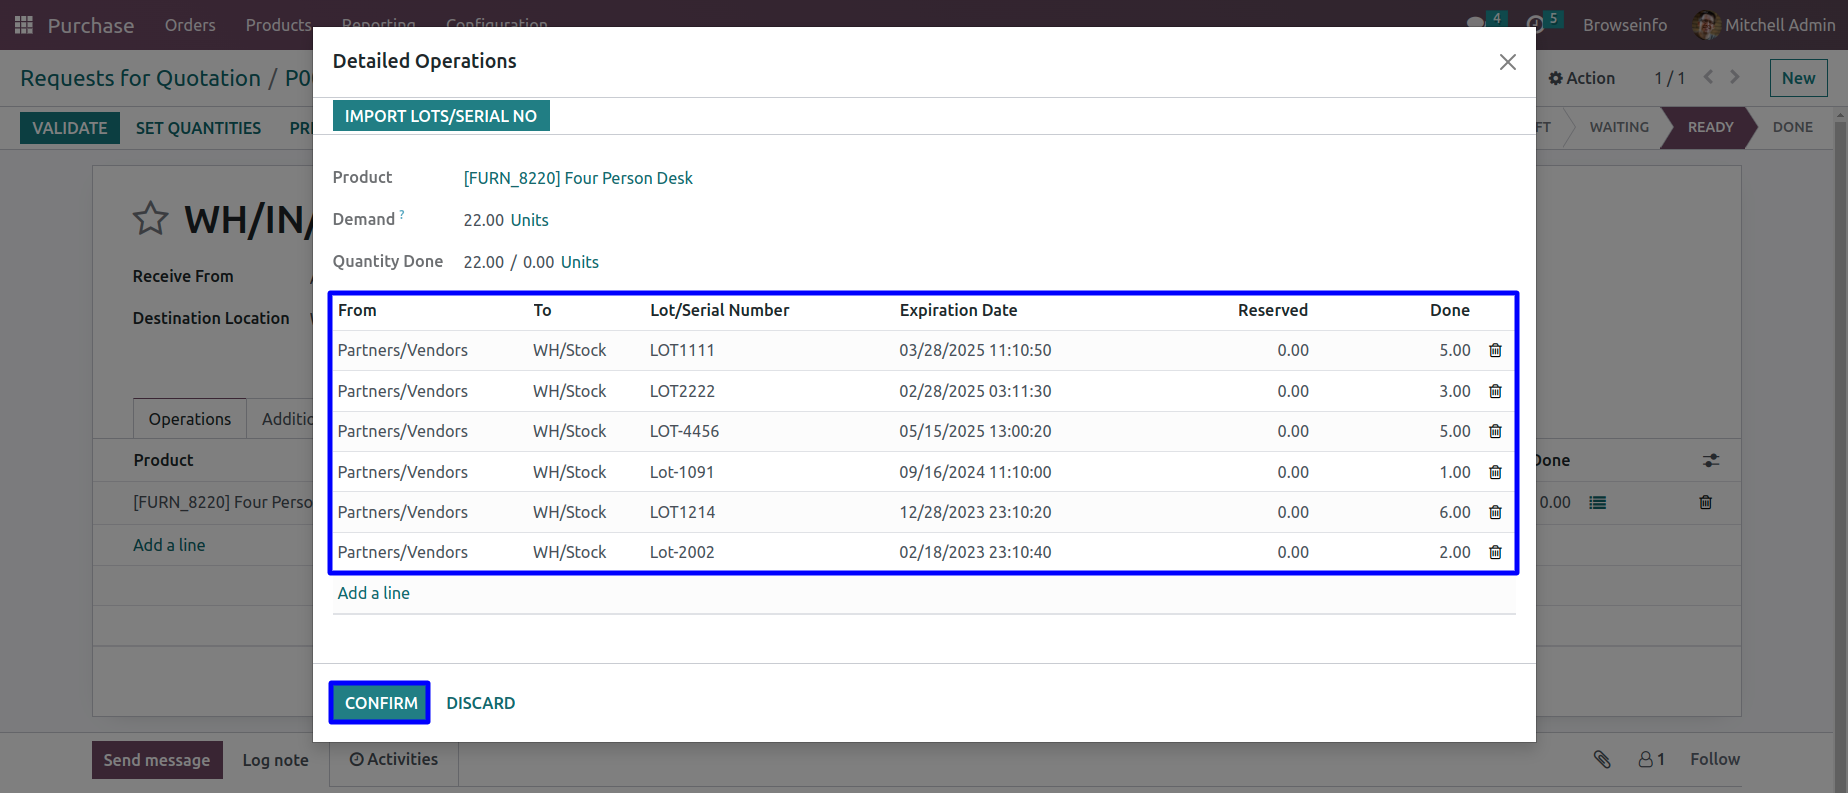 Purchase Orders Products Reporting Configuration 4 5 Browseinfo Mitchell Admin
Requests for Quotation / P00
Action 1 / 1 New
VALIDATE SET QUANTITIES
WAITING READY DONE
WH/IN/
Receive From
Destination Location
Operations
Product Done
[FURN_8220] Four Perso 0.00
Add a line
Detailed Operations
IMPORT LOTS/SERIAL NO
Product [FURN_8220] Four Person Desk
Demand ? 22.00 Units
Quantity Done 22.00 / 0.00 Units
From To Lot/Serial Number Expiration Date Reserved Done
Partners/Vendors WH/Stock LOT1111 03/28/2025 11:10:50 0.00 5.00
Partners/Vendors WH/Stock LOT2222 02/28/2025 03:11:30 0.00 3.00
Partners/Vendors WH/Stock LOT-4456 05/15/2025 13:00:20 0.00 5.00
Partners/Vendors WH/Stock Lot-1091 09/16/2024 11:10:00 0.00 1.00
Partners/Vendors WH/Stock LOT1214 12/28/2023 23:10:20 0.00 6.00
Partners/Vendors WH/Stock Lot-2002 02/18/2023 23:10:40 0.00 2.00
Add a line
CONFIRM DISCARD
Send message Log note Activities 1 Follow